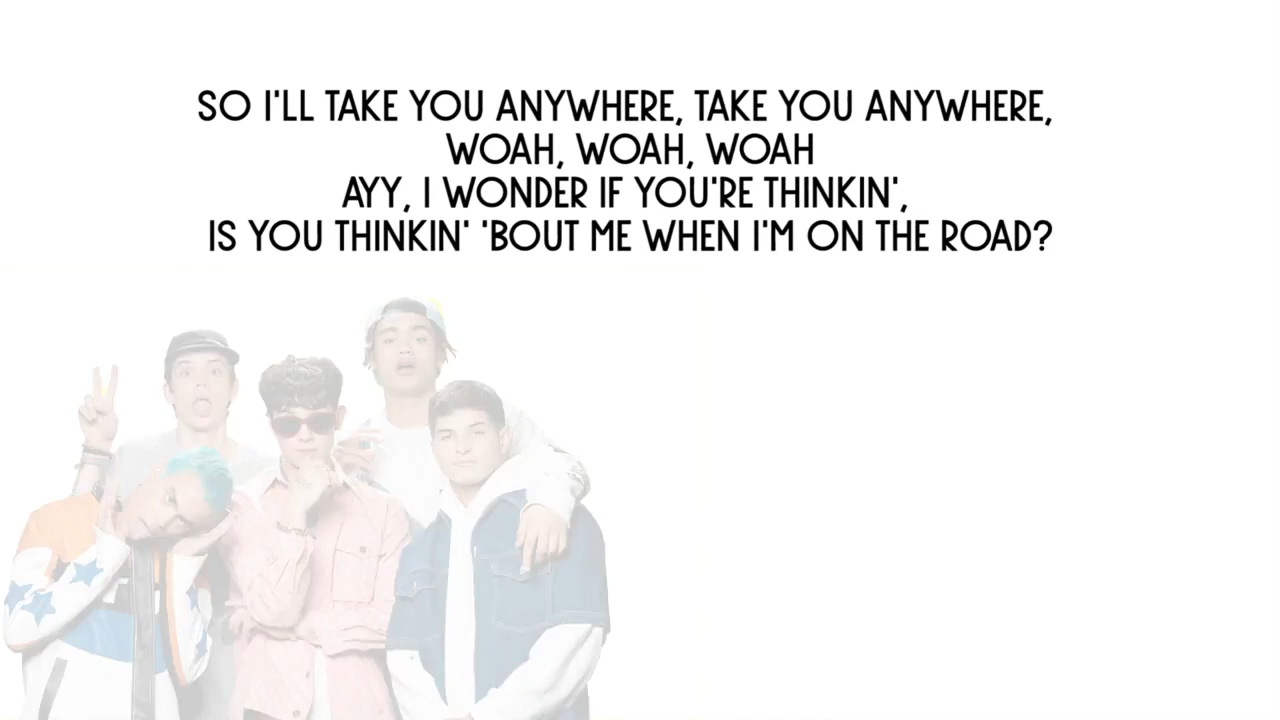 SO I'LL TAKE YOU ANYWHERE, TAKE YOU ANYWHERE,
WOAH, WOAH, WOAH
AYY, I WONDER IF YOU'RE THINKIN',
IS YOU THINKIN' 'BOUT ME WHEN I'M ON THE ROAD?